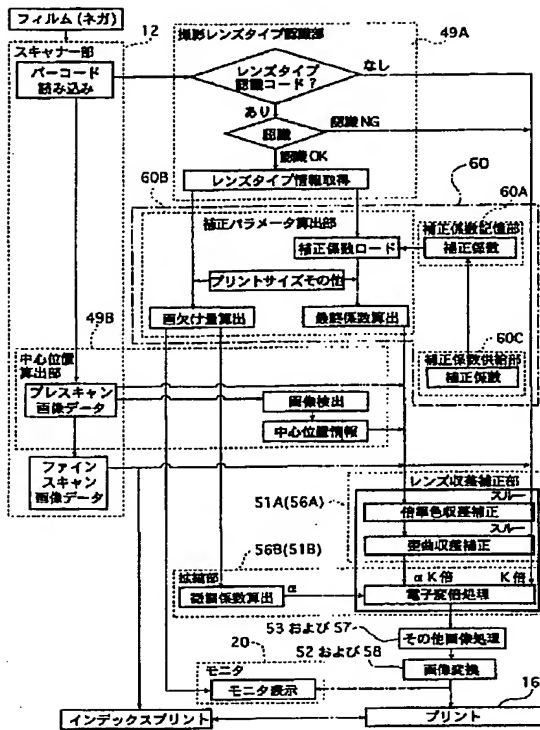 フィルム(ネガ)
12
スキャナー部
バーコード
読み込み
撮影レンズタイプ認識部
49A
レンズタイプ
認識コード?
なし
あり
認識
認識NG
認識OK
レンズタイプ情報取得
60B
60
60A
補正パラメータ算出部
補正係数記憶部
補正係数ロード
補正係数
プリントサイズその他
画欠け量算出
最終係数算出
60C
49B
補正係数供給部
補正係数
中心位置
算出部
プレスキャン
画像データ
画像検出
中心位置情報
ファイン
スキャン
画像データ
レンズ収差補正部
51A(56A)
スルー
倍率色収差補正
スルー
歪曲収差補正
56B(51B)
拡縮部
αK倍
K倍
微調係数算出
α
電子変倍処理
53 および 57
その他画像処理
52 および 58
20
画像変換
モニタ
モニタ表示
16
インデックスプリント
プリント